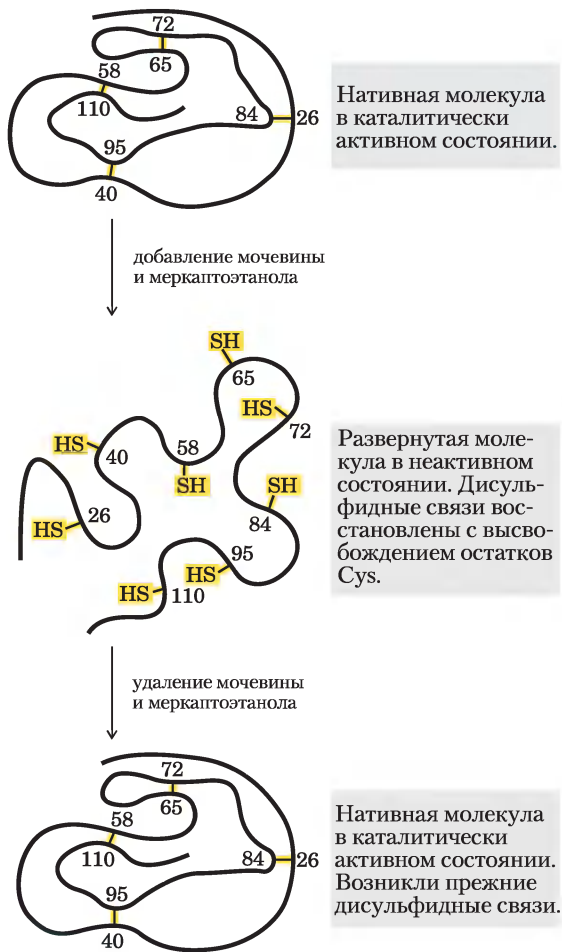 72
65
58
110
84
26
95
40
Нативная молекула
в каталитически
активном состоянии.
добавление мочевины
и меркаптоэтанола
SH
65
HS
72
HS
40
58
SH
SH
84
HS
26
95
HS
HS
110
Развернутая моле-
кула в неактивном
состоянии. Дисуль-
фидные связи вос-
становлены с высво-
бождением остатков
Cys.
удаление мочевины
и меркаптоэтанола
72
65
58
110
84
26
95
40
Нативная молекула
в каталитически
активном состоянии.
Возникли прежние
дисульфидные связи.